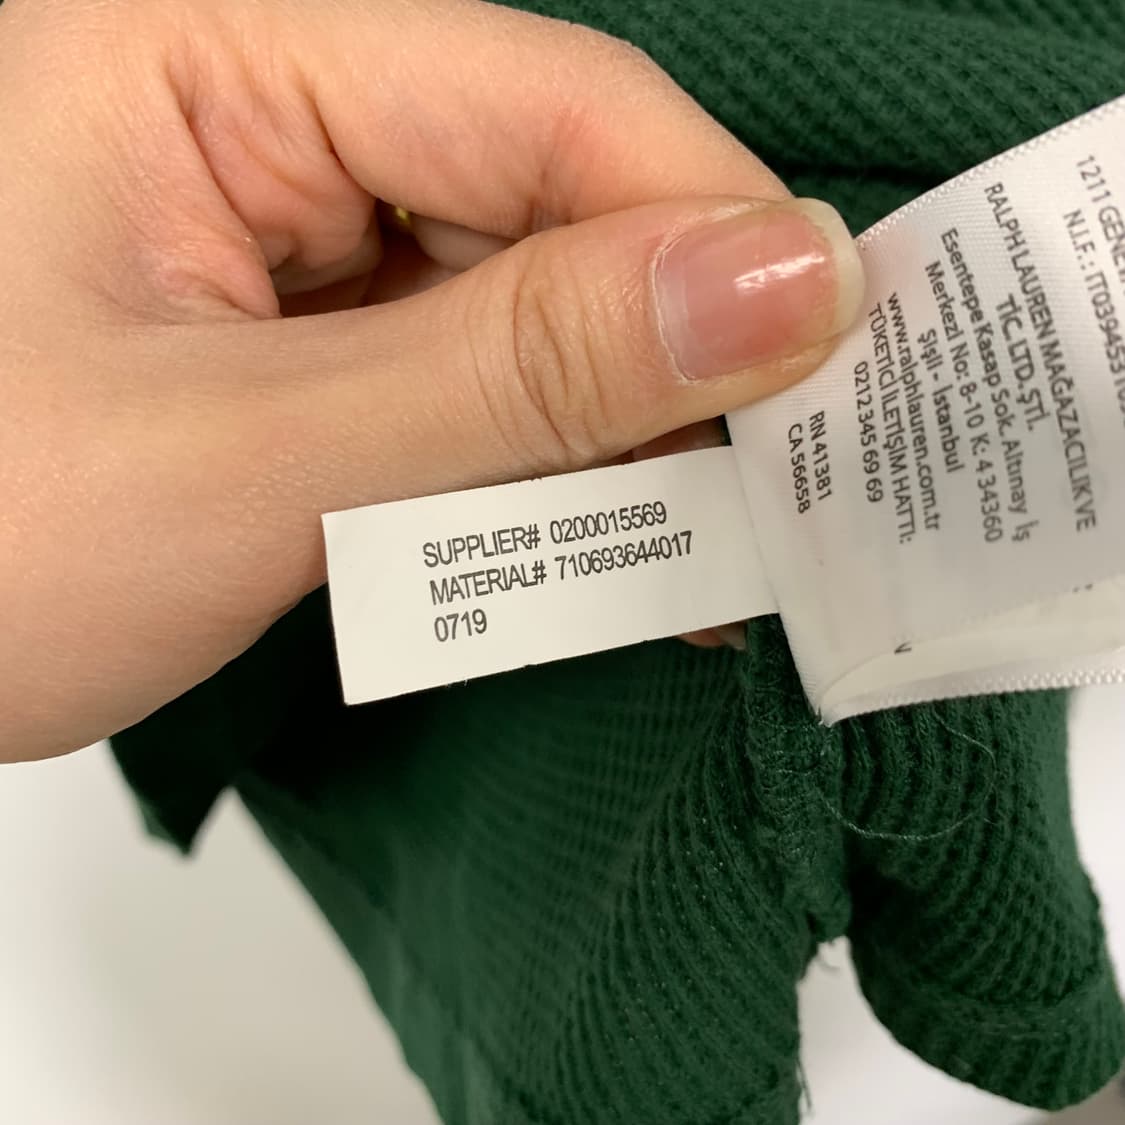 SUPPLIER# 0200015569
MATERIAL# 710693644017
0719
N.I.F.: IT0394531
RALPH LAUREN MAĞAZACILIK VE
TİC. LTD. ŞTİ.
Esentepe Kasap Sok. Altınay İş
Merkezi No: 8-10 K: 4 34360
Şişli - İstanbul
www.ralphlauren.com.tr
TÜKETİCİ İLETİŞİM HATTI:
0212 345 69 69
RN 41381
CA 56658